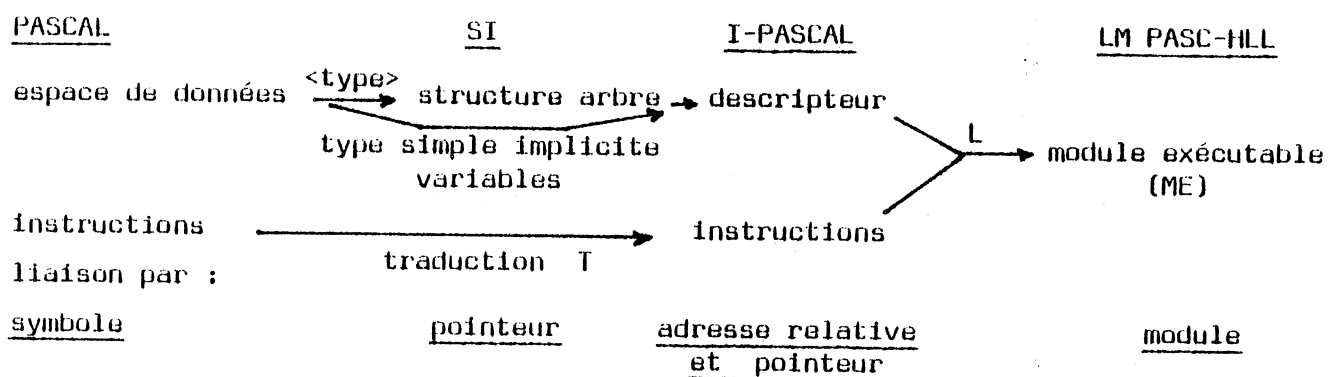 PASCAL SI I-PASCAL LM PASC-HLL
<type>
espace de données structure arbre descripteur
L
type simple implicite module exécutable
variables (ME)
instructions instructions
traduction T
liaison par :
symbole pointeur adresse relative module
et pointeur